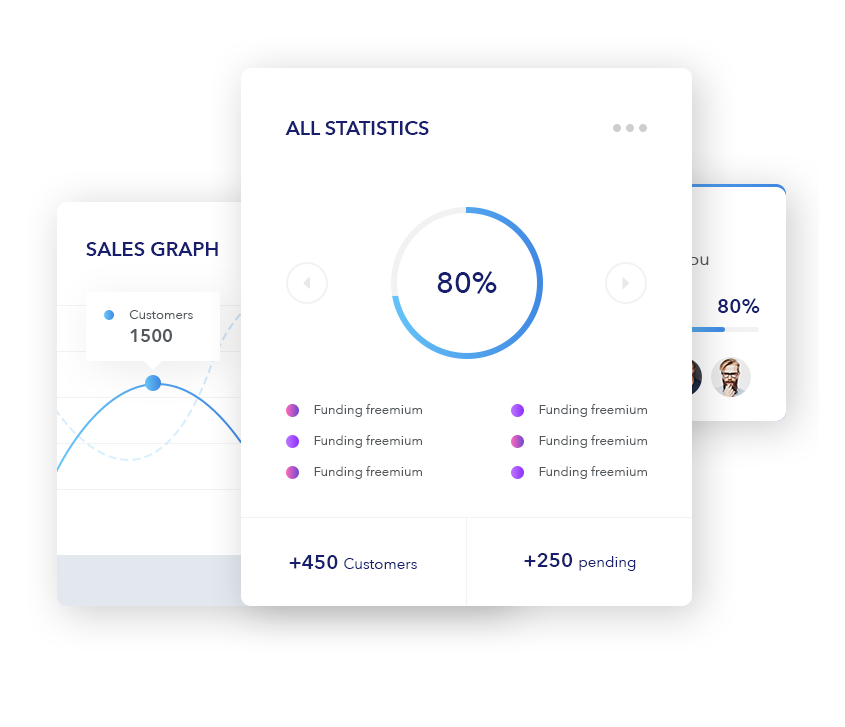 ALL STATISTICS
80%
Funding freemium
Funding freemium
Funding freemium
Funding freemium
Funding freemium
Funding freemium
+450 Customers
+250 pending
SALES GRAPH
Customers
1500
80%